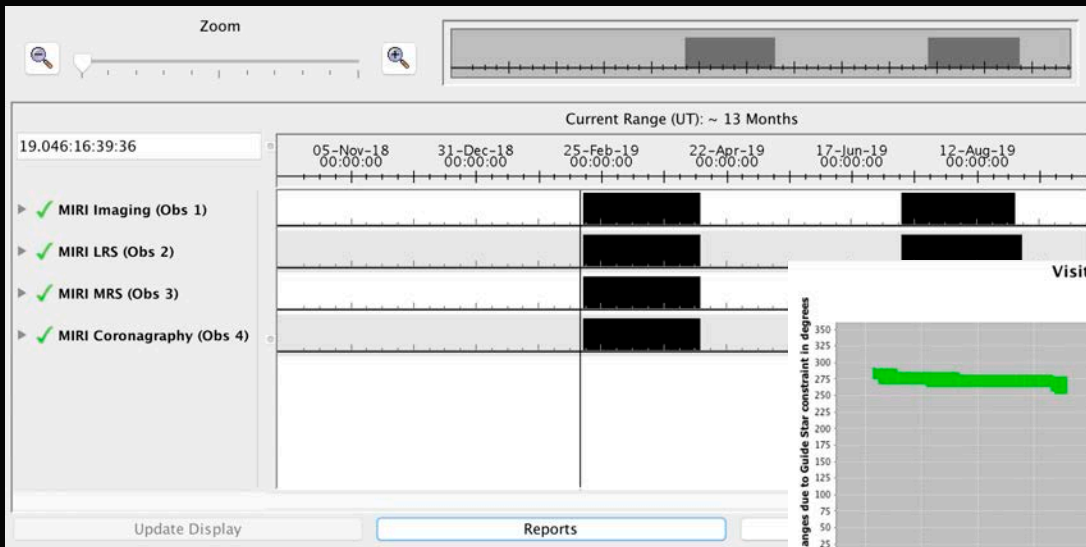 Zoom
Current Range (UT): ~ 13 Months
19.046:16:39:36
05-Nov-18 31-Dec-18 25-Feb-19 22-Apr-19 17-Jun-19 12-Aug-19
00:00:00 00:00:00 00:00:00 00:00:00 00:00:00 00:00:00
MIRI Imaging (Obs 1)
MIRI LRS (Obs 2)
MIRI MRS (Obs 3)
MIRI Coronagraphy (Obs 4)
Update Display
Reports
Visit
anges due to Guide Star constraint in degrees
350
325
300
275
250
225
200
175
150
125
100
75
50
25